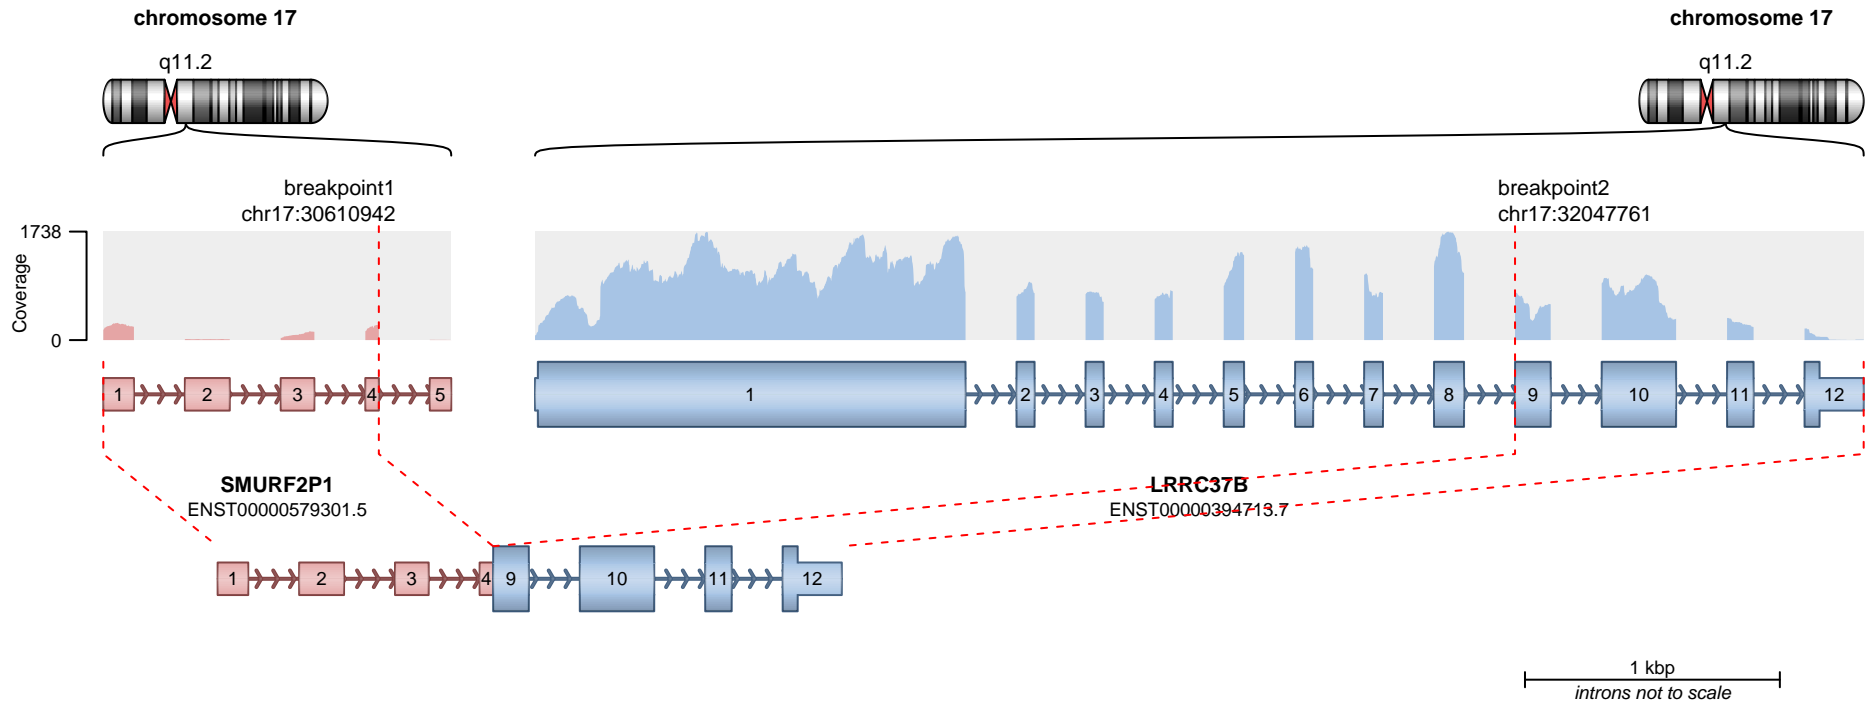 chromosome 17
chromosome 17
q11.2
q11.2
breakpoint1
chr17:30610942
breakpoint2
chr17:32047761
1738
Coverage
0
1 2 3 4 5
1 2 3 4 5 6 7 8 9 10 11 12
SMURF2P1
ENST00000579301.5
LRRC37B
ENST00000394713.7
1 2 3 4 9 10 11 12
1 kbp
introns not to scale